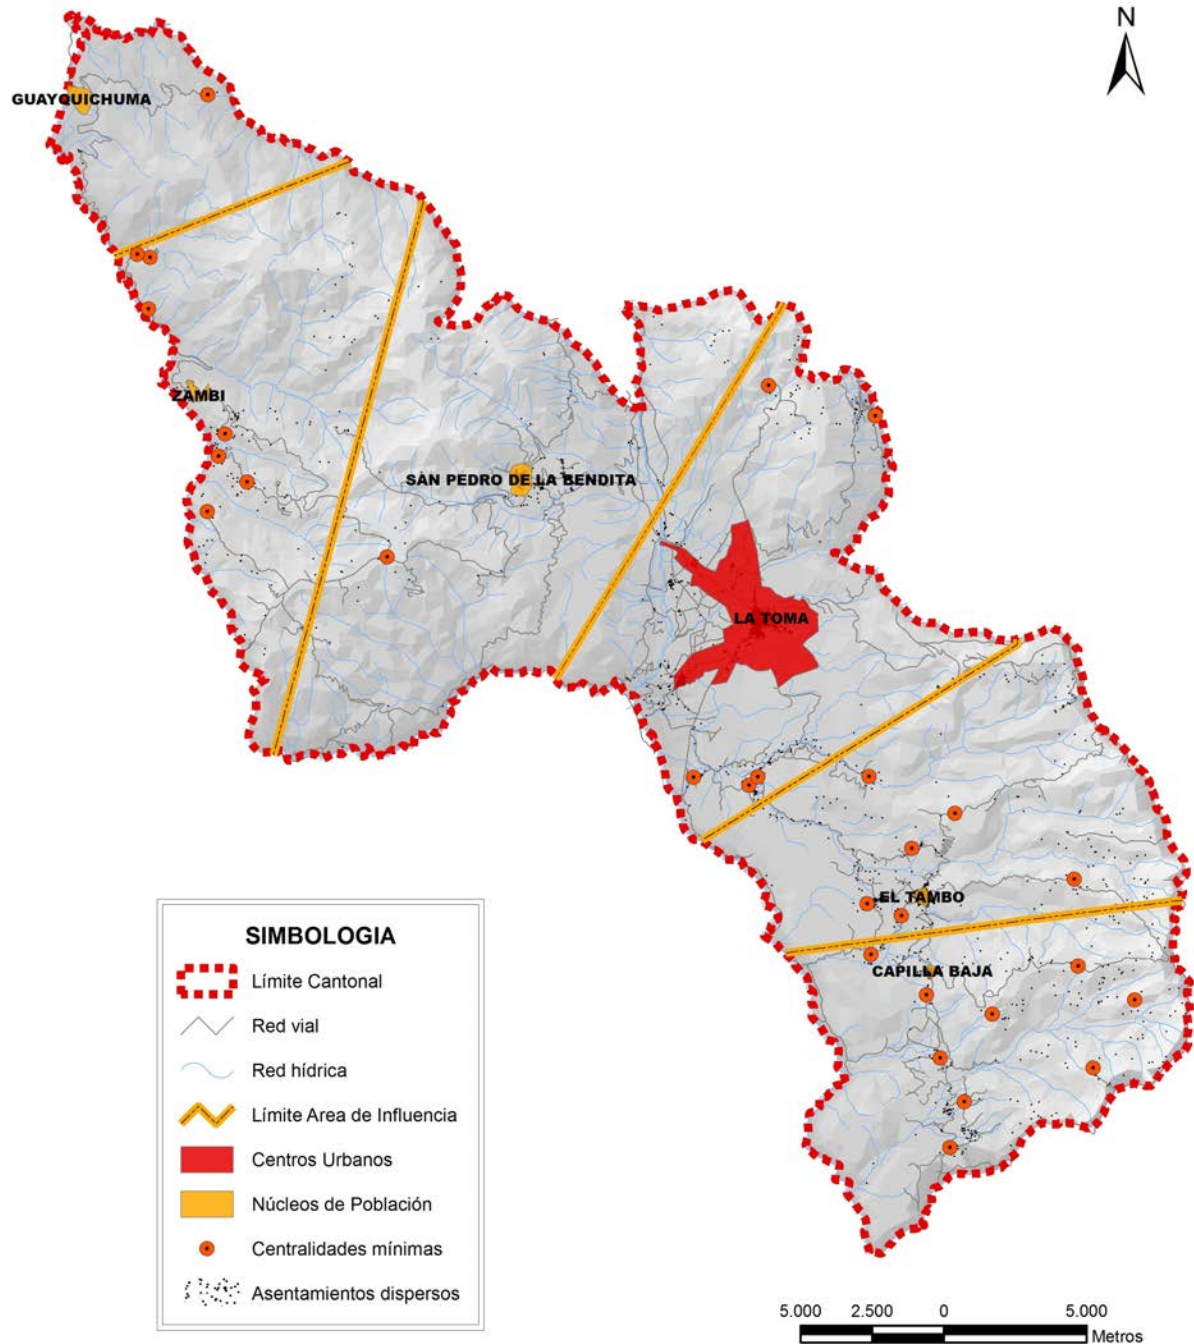 N
GUAYQUICHUMA
ZAMBI
SAN PEDRO DE LA BENDITA
LA TOMA
EL TAMBO
CAPILLA BAJA
SIMBOLOGIA
Límite Cantonal
Red vial
Red hídrica
Límite Area de Influencia
Centros Urbanos
Núcleos de Población
Centralidades mínimas
Asentamientos dispersos
5.000 2.500 0 5.000
Metros